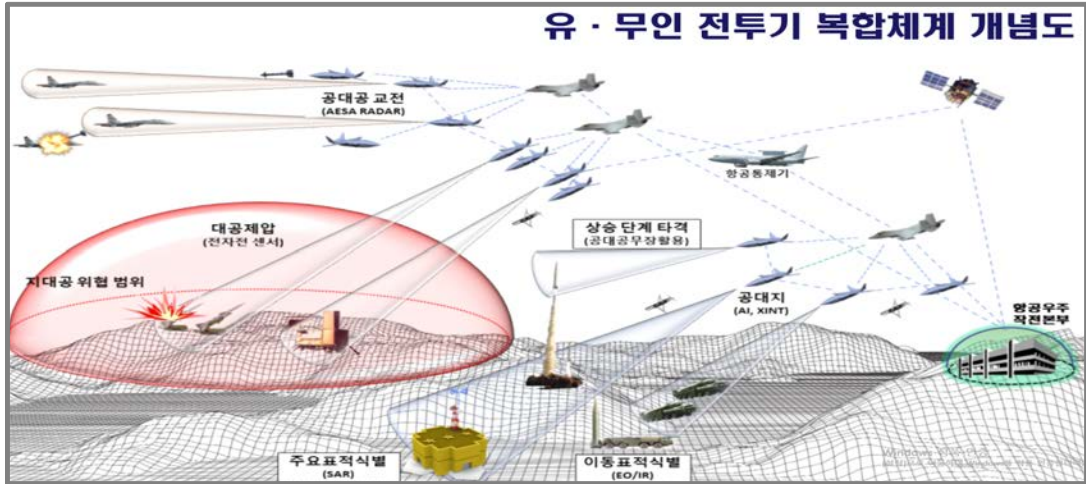 유 · 무인 전투기 복합체계 개념도
공대공 교전
(AESA RADAR)
항공통제기
대공제압
(전자전 센서)
상승 단계 타격
(공대공무장활용)
지대공 위협 범위
공대지
(AI, XINT)
항공우주
작전본부
주요표적식별
(SAR)
이동표적식별
(EO/IR)
Windows